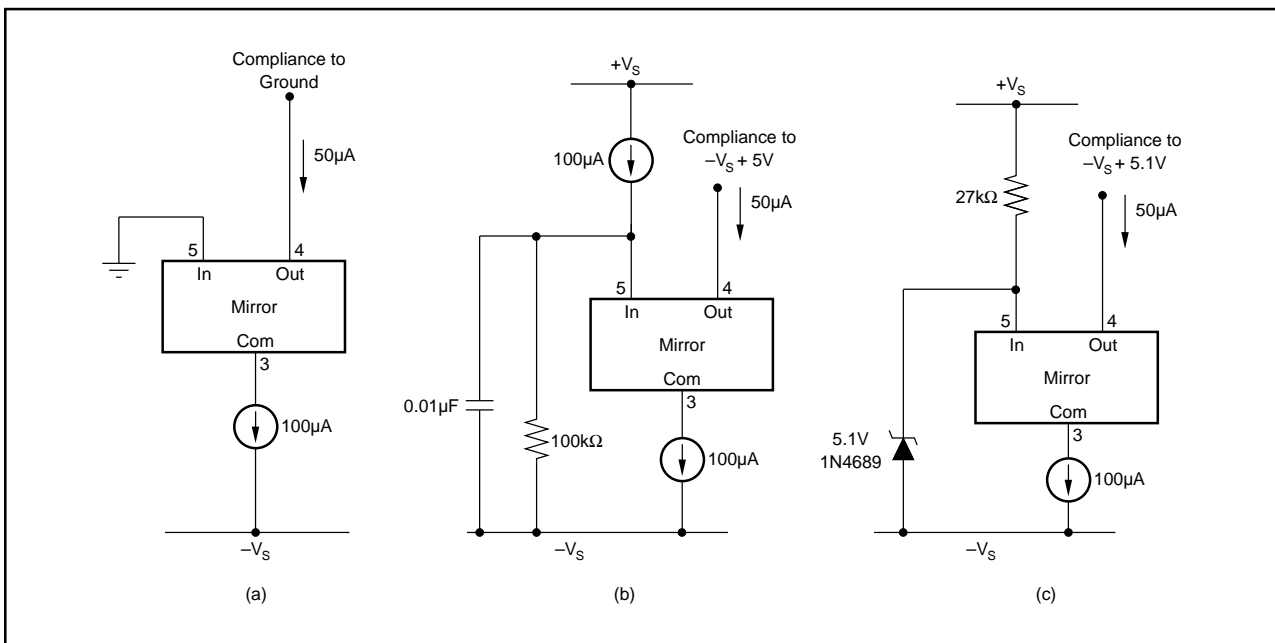 Compliance to
Ground
50µA
5
4
In
Out
Mirror
Com
3
100µA
–VS
(a)
+VS
100µA
Compliance to
–VS + 5V
50µA
5
4
In
Out
Mirror
Com
3
0.01µF
100kΩ
100µA
–VS
(b)
+VS
27kΩ
Compliance to
–VS + 5.1V
50µA
5
4
In
Out
Mirror
Com
3
5.1V
1N4689
100µA
–VS
(c)